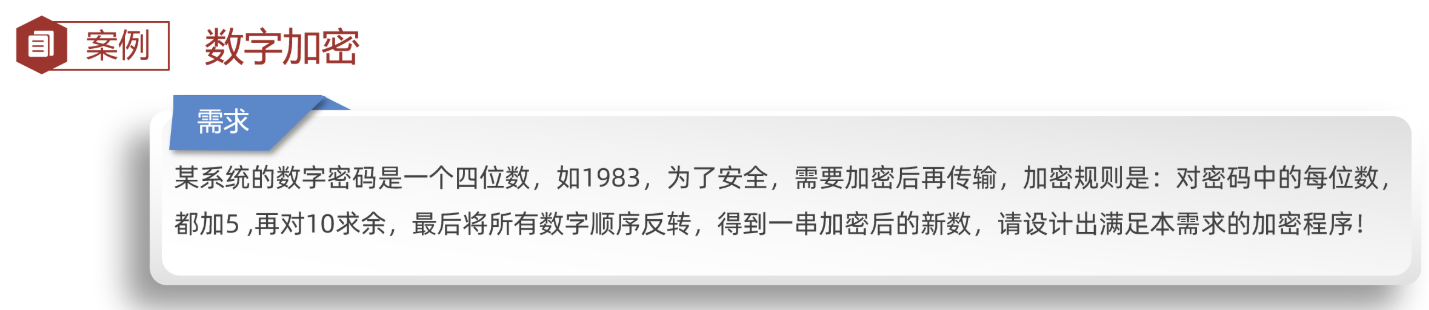 案例
数字加密
需求
某系统的数字密码是一个四位数，如1983，为了安全，需要加密后再传输，加密规则是：对密码中的每位数，
都加5 ,再对10求余，最后将所有数字顺序反转，得到一串加密后的新数，请设计出满足本需求的加密程序！